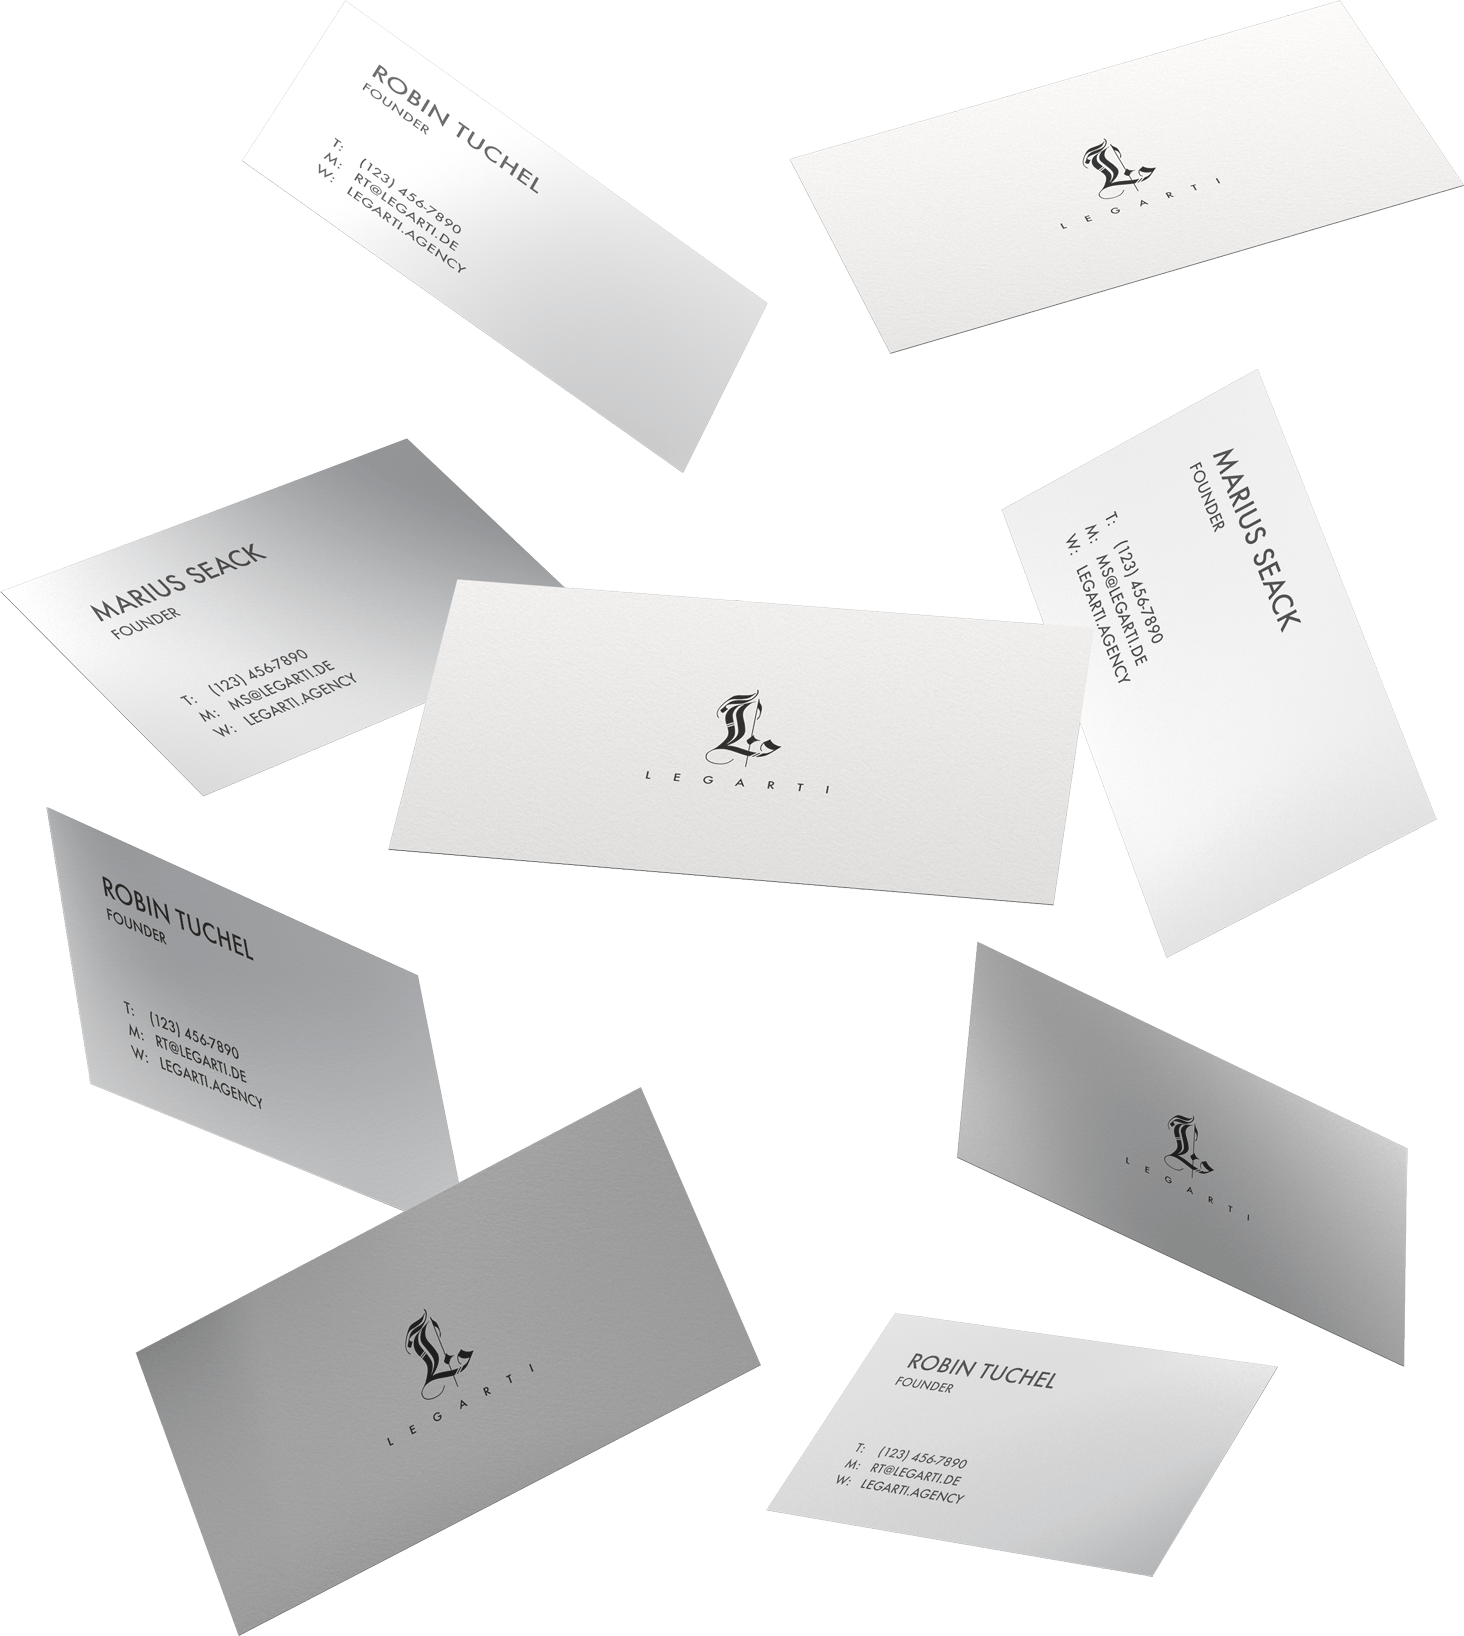 ROBIN TUCHEL
FOUNDER
T: (123) 456-7890
M: RT@LEGARTI.DE
W: LEGARTI.AGENCY
L
LEGARTI
MARIUS SEACK
FOUNDER
T: (123) 456-7890
M: MS@LEGARTI.DE
W: LEGARTI.AGENCY
MARIUS SEACK
FOUNDER
T: (123) 456-7890
M: MS@LEGARTI.DE
W: LEGARTI.AGENCY
L
LEGARTI
ROBIN TUCHEL
FOUNDER
T: (123) 456-7890
M: RT@LEGARTI.DE
W: LEGARTI.AGENCY
L
LEGARTI
L
LEGARTI
ROBIN TUCHEL
FOUNDER
T: (123) 456-7890
M: RT@LEGARTI.DE
W: LEGARTI.AGENCY